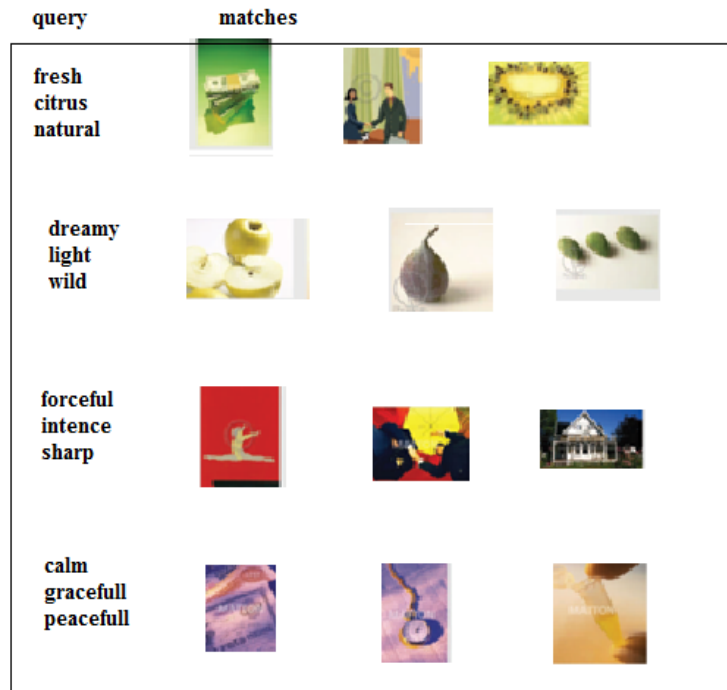 query matches
fresh
citrus
natural
dreamy
light
wild
forceful
intence
sharp
calm
gracefull
peacefull